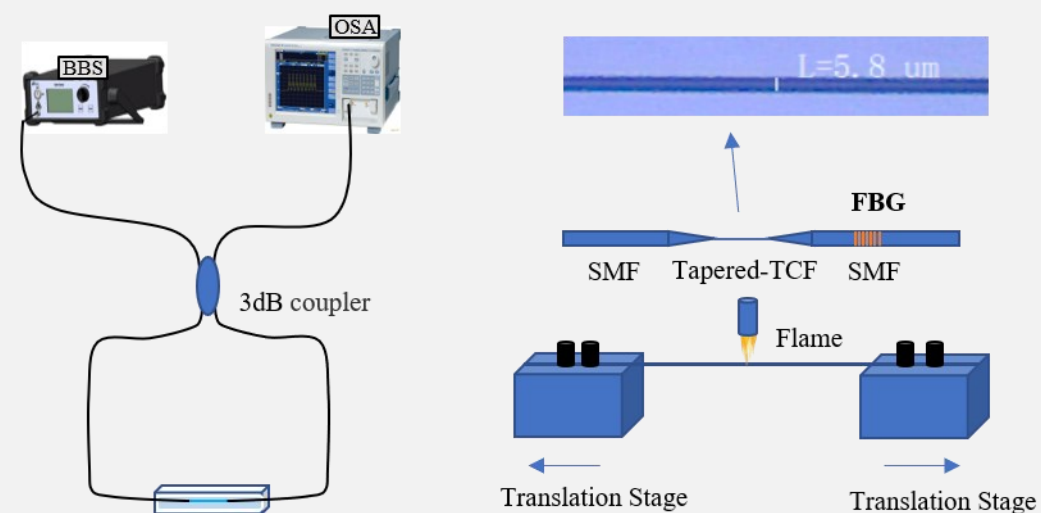 BBS
OSA
3dB coupler
L=5.8 um
FBG
SMF
Tapered-TCF
SMF
Flame
Translation Stage
Translation Stage